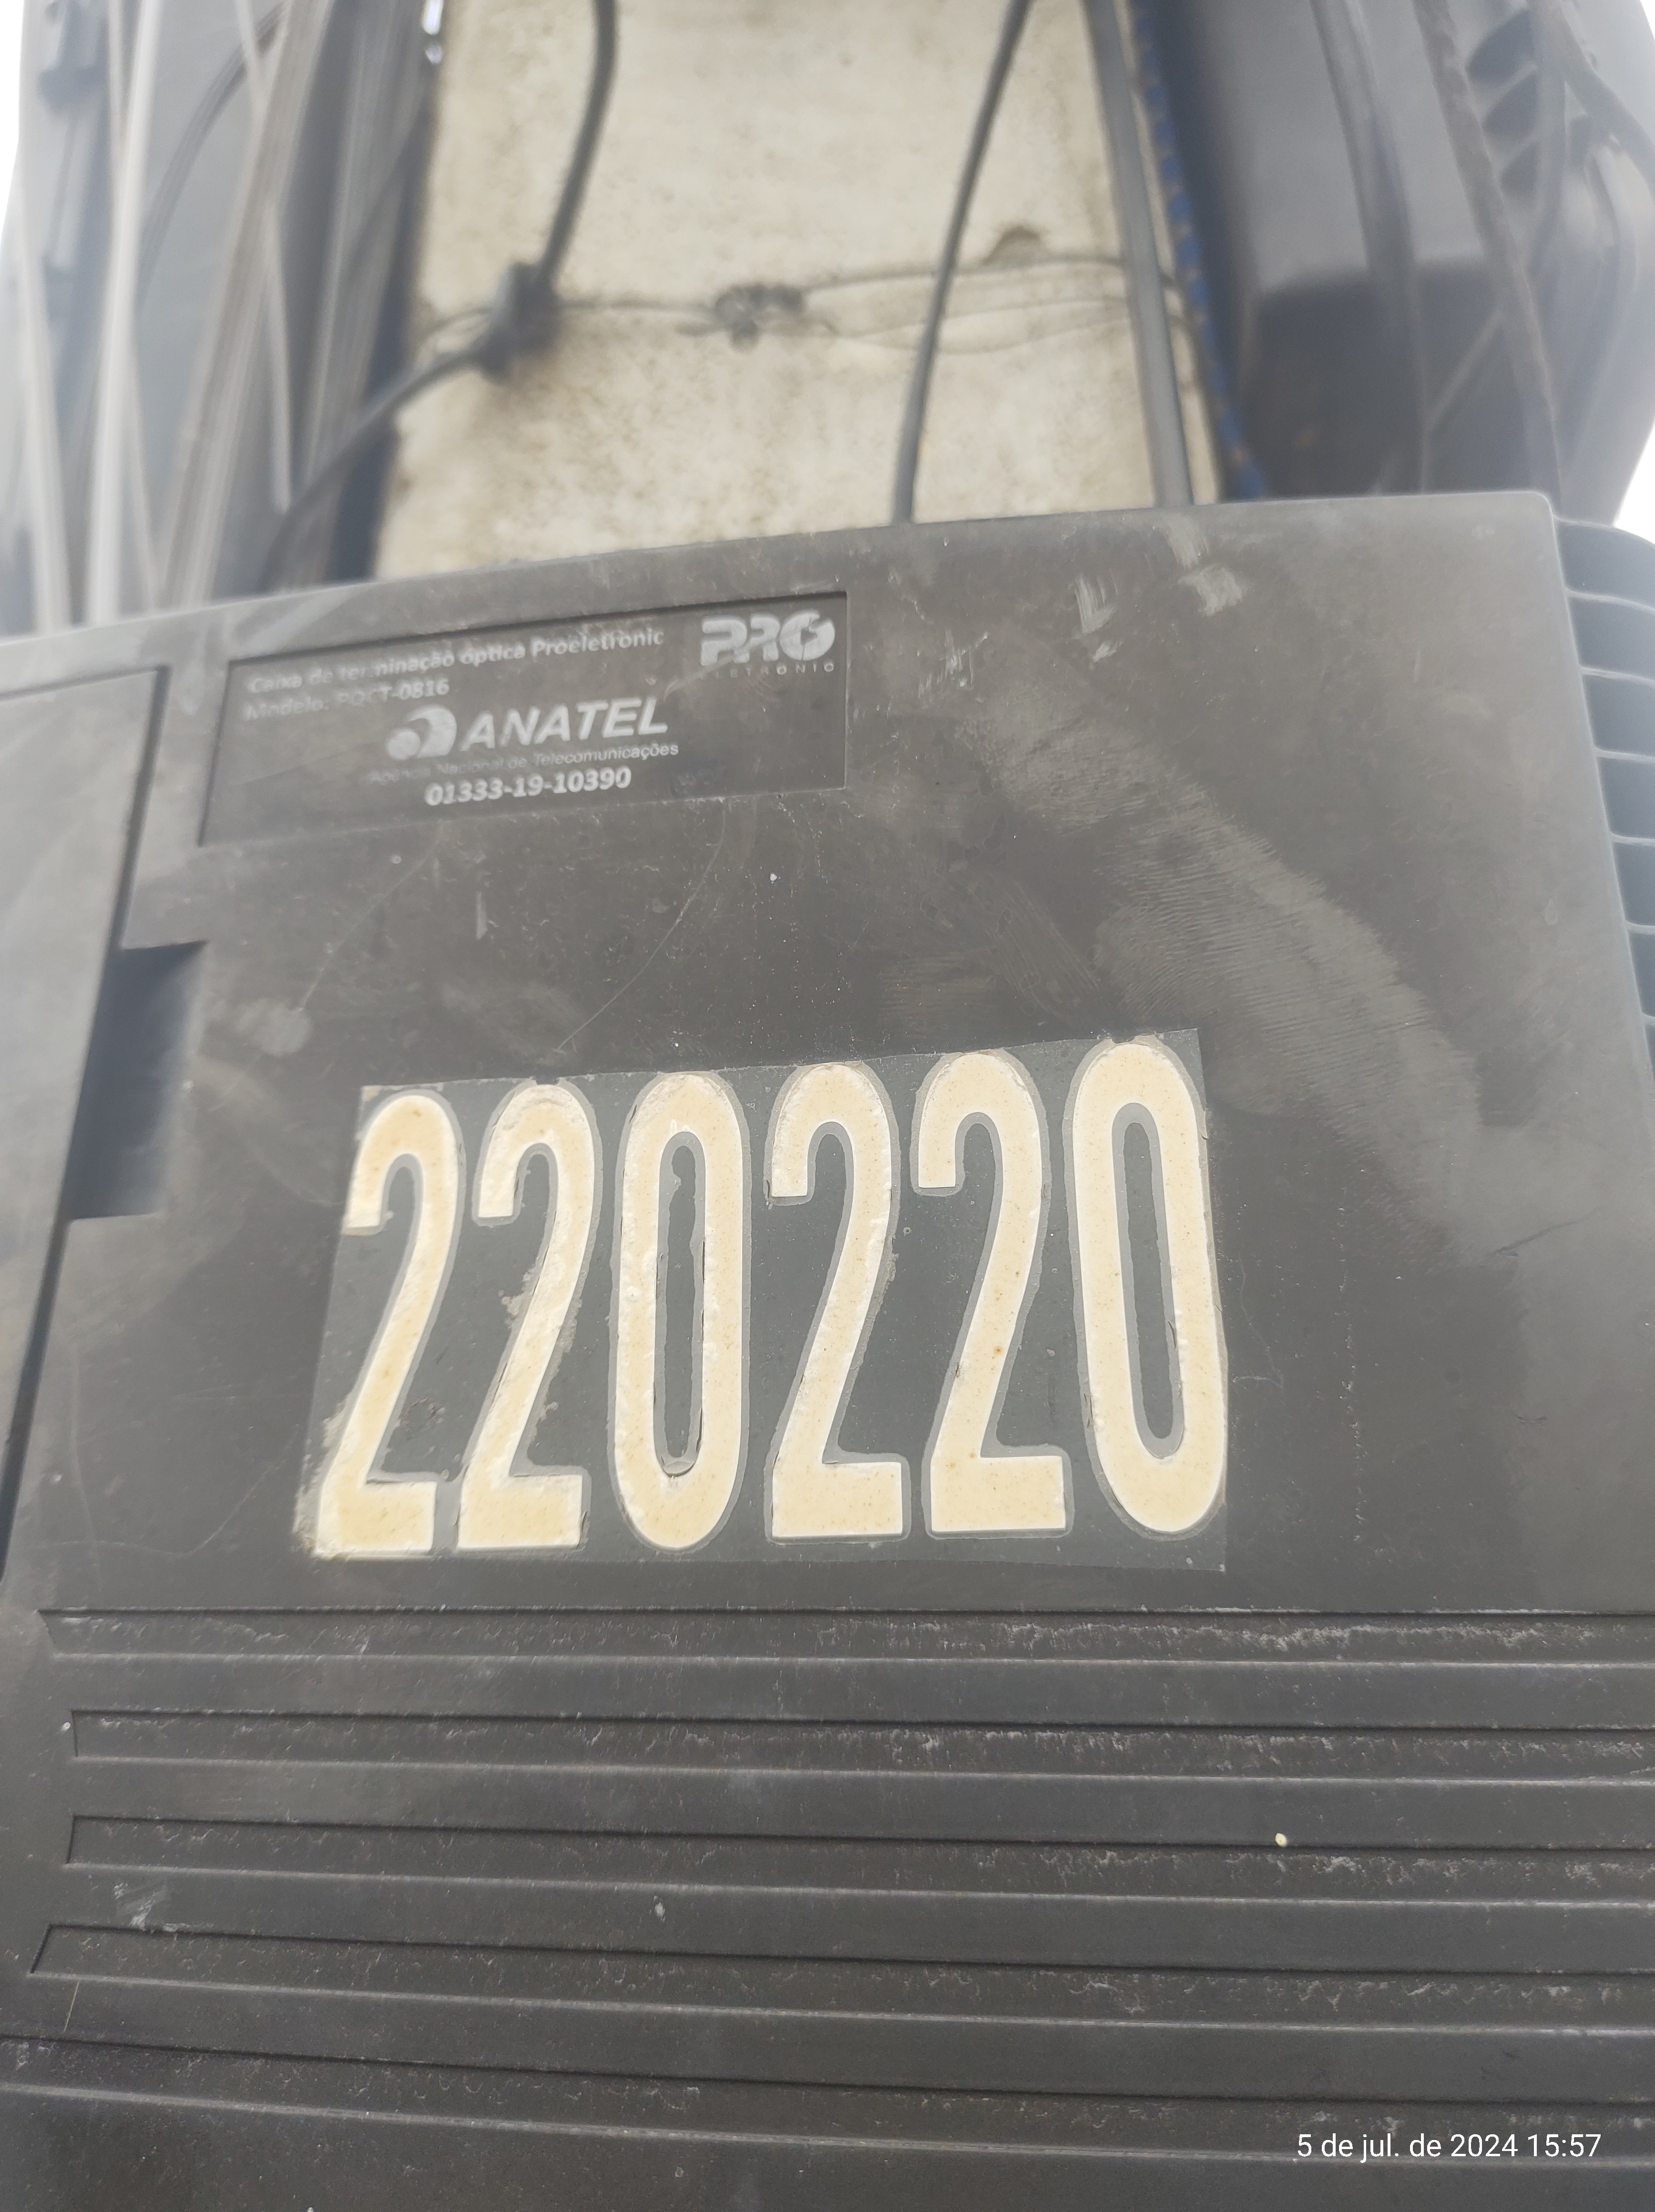 Caixa de terminação óptica Proeletronic
Modelo: PQCT-0816
PRO
ELETRONIC
ANATEL
Agência Nacional de Telecomunicações
01333-19-10390
220220
5 de jul. de 2024 15:57